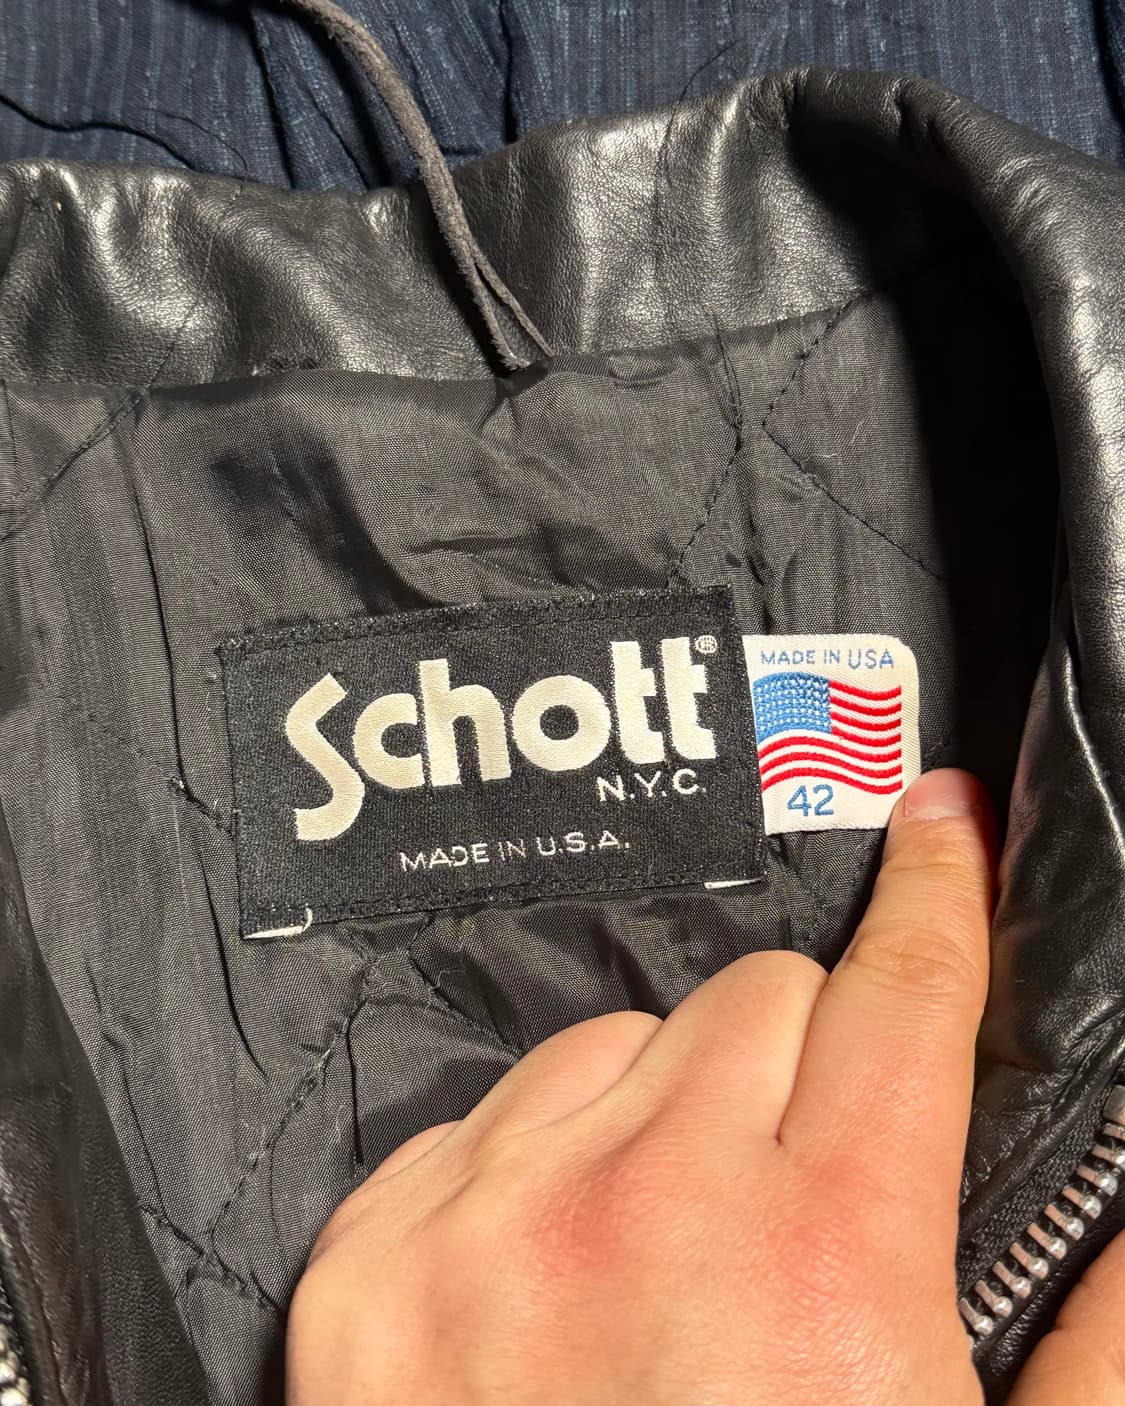 Schott®
N.Y.C.
MADE IN U.S.A.
MADE IN USA
42